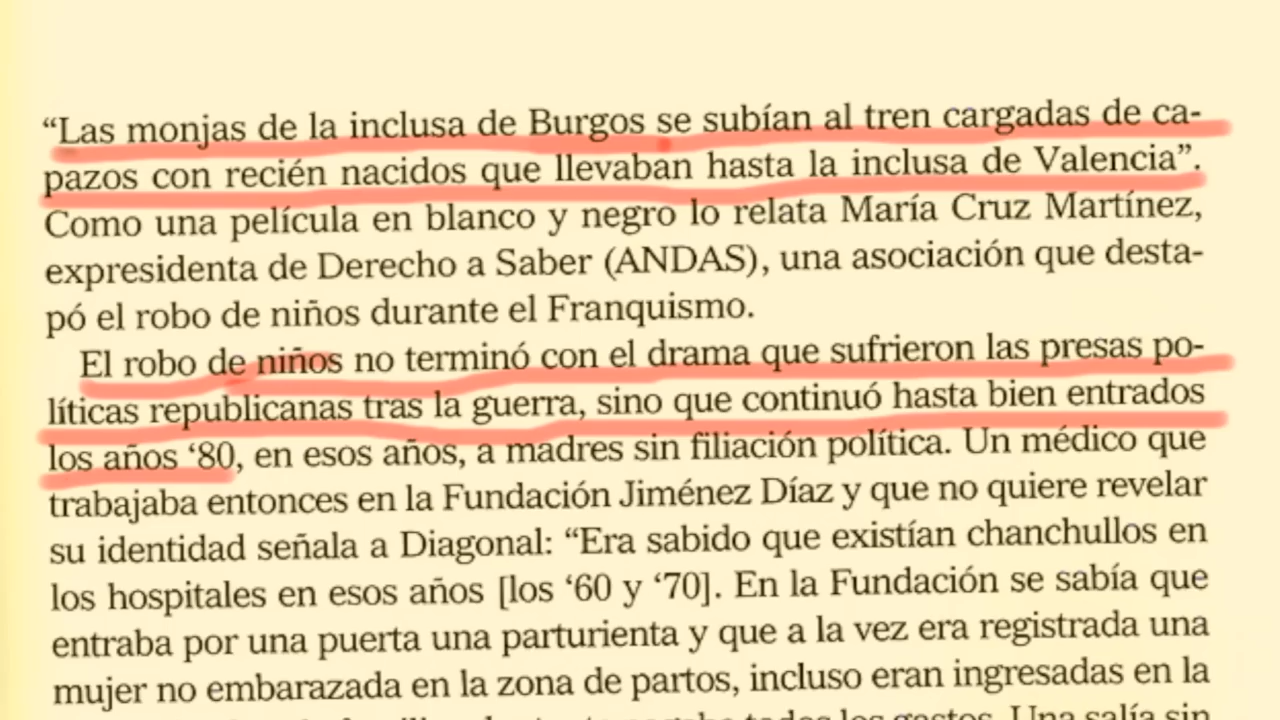 “Las monjas de la inclusa de Burgos se subían al tren cargadas de ca-
pazos con recién nacidos que llevaban hasta la inclusa de Valencia”.
Como una película en blanco y negro lo relata María Cruz Martínez,
expresidenta de Derecho a Saber (ANDAS), una asociación que desta-
pó el robo de niños durante el Franquismo.
El robo de niños no terminó con el drama que sufrieron las presas po-
líticas republicanas tras la guerra, sino que continuó hasta bien entrados
los años ‘80, en esos años, a madres sin filiación política. Un médico que
trabajaba entonces en la Fundación Jiménez Díaz y que no quiere revelar
su identidad señala a Diagonal: “Era sabido que existían chanchullos en
los hospitales en esos años [los ‘60 y ‘70]. En la Fundación se sabía que
entraba por una puerta una parturienta y que a la vez era registrada una
mujer no embarazada en la zona de partos, incluso eran ingresadas en la
todos los gastos. Una salía sin